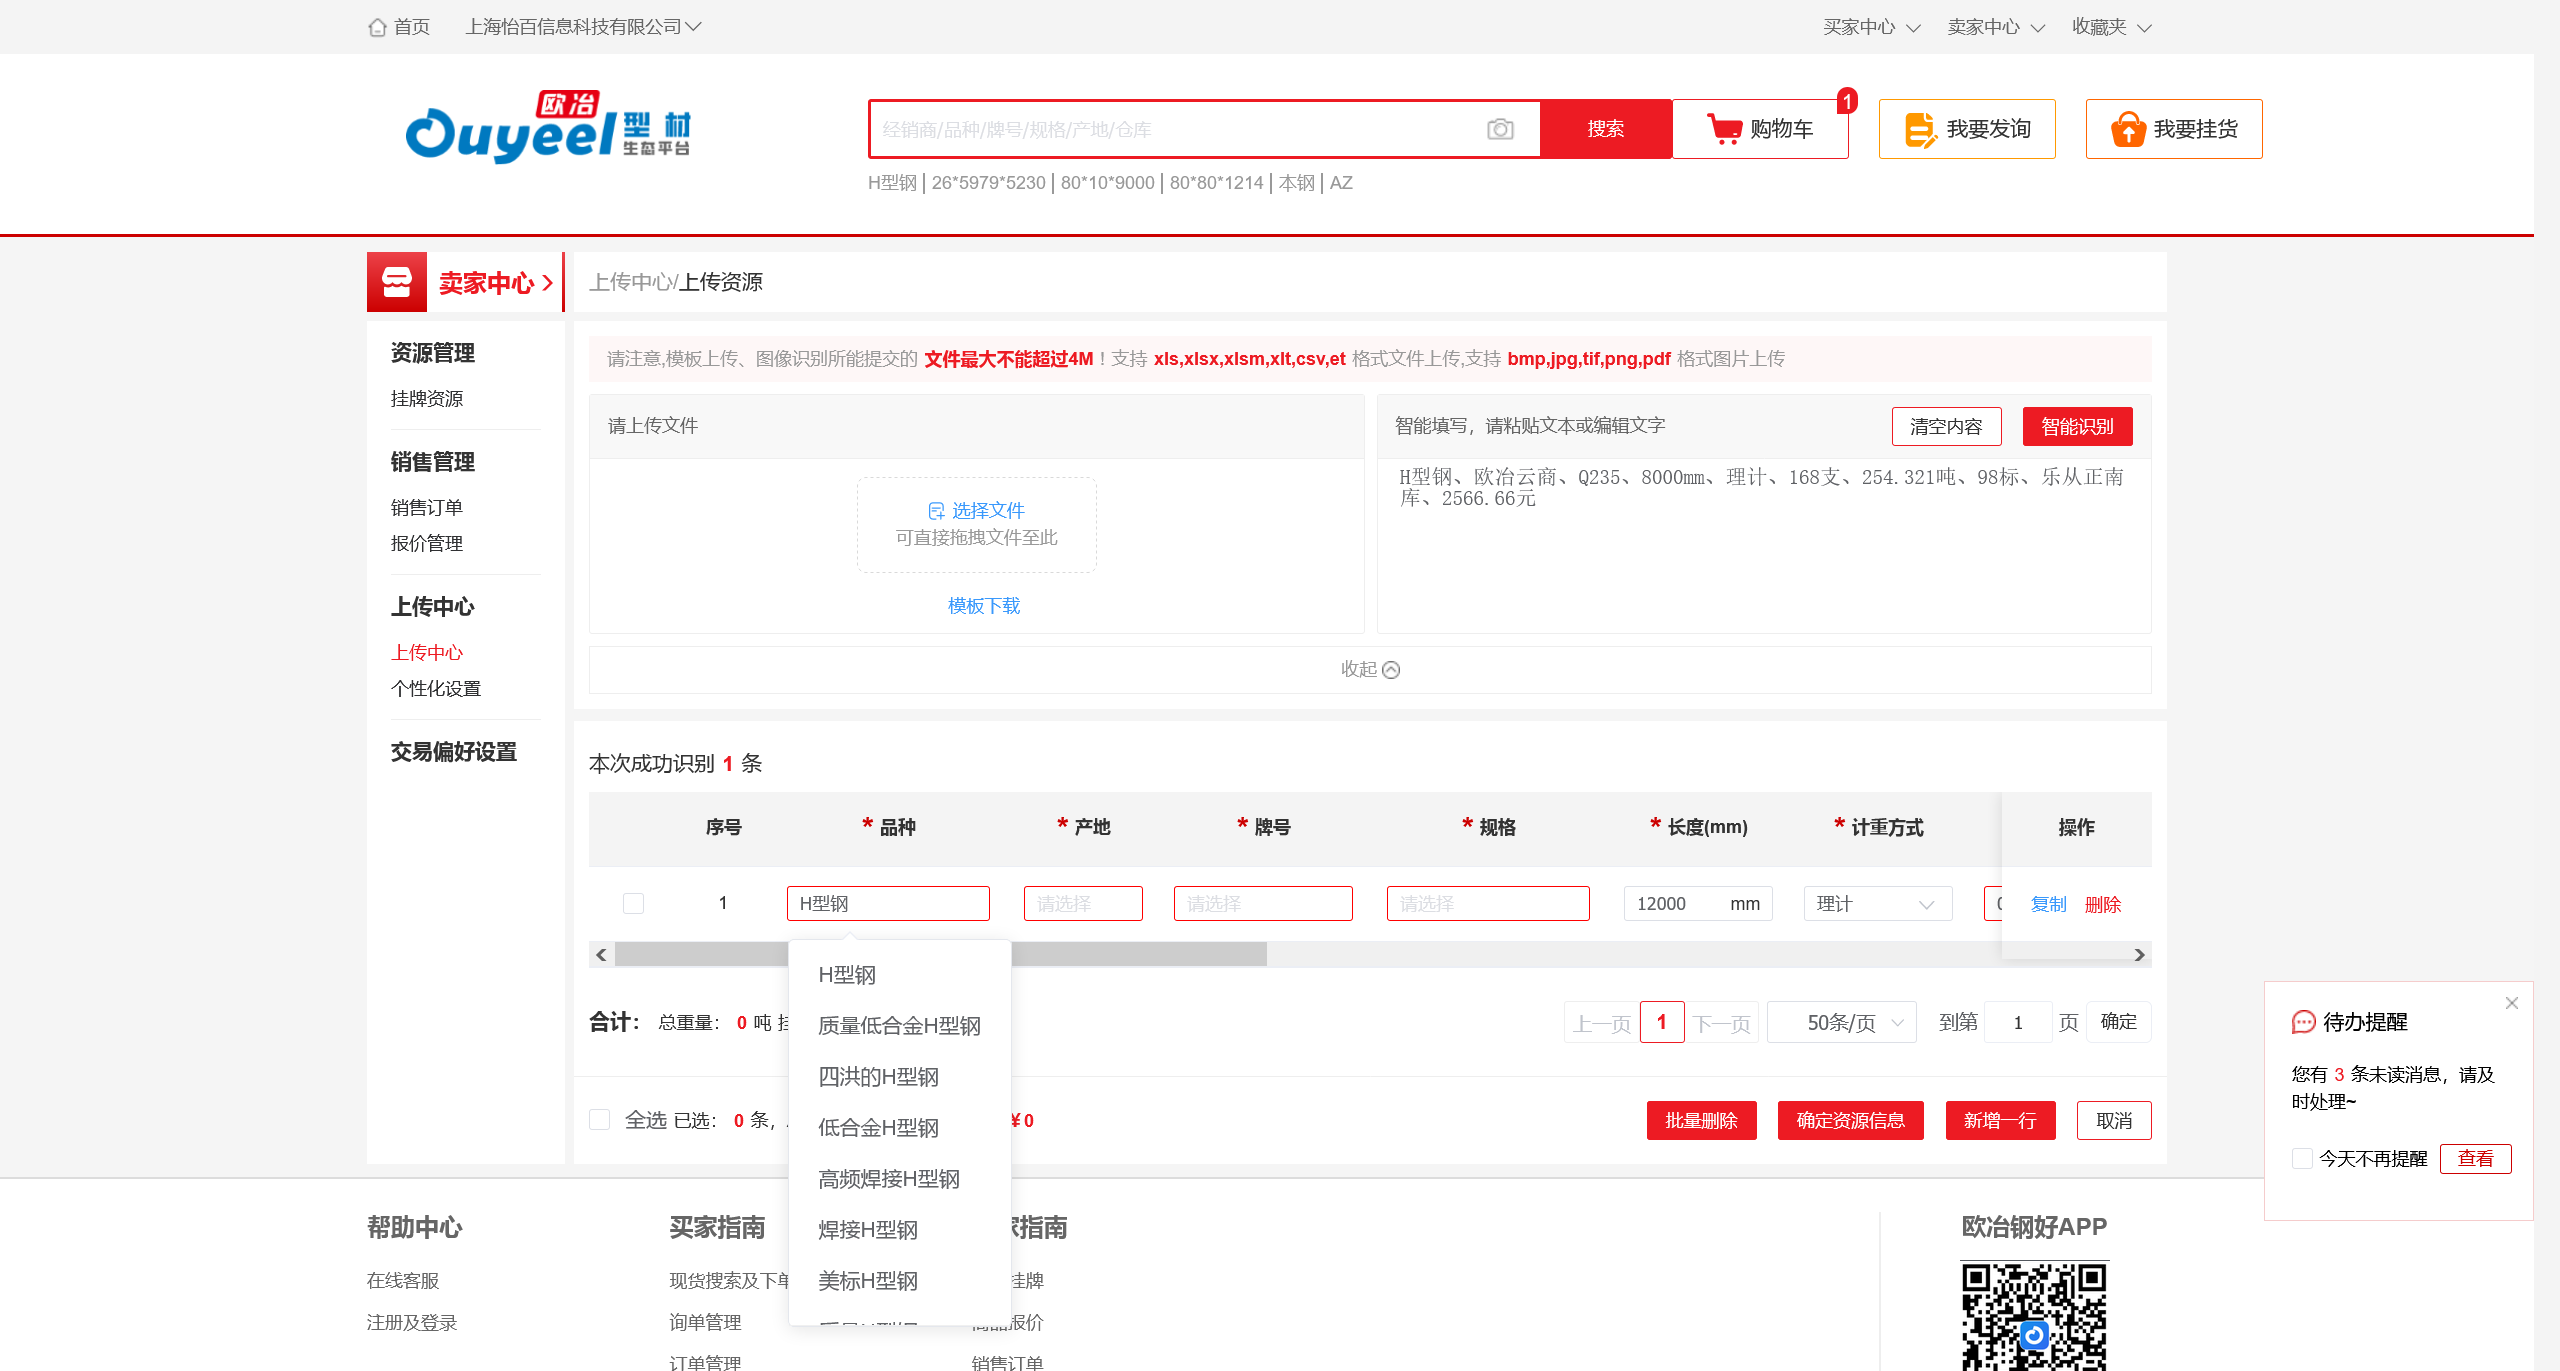 首页 上海怡百信息科技有限公司
买家中心 卖家中心 收藏夹
欧冶 Ouyeel 型材 生态平台
经销商/品种/牌号/规格/产地/仓库
搜索
购物车 1
我要发询
我要挂货
H型钢 | 26*5979*5230 | 80*10*9000 | 80*80*1214 | 本钢 | AZ
卖家中心
上传中心/上传资源
资源管理
挂牌资源
销售管理
销售订单
报价管理
上传中心
上传中心
个性化设置
交易偏好设置
请注意,模板上传、图像识别所能提交的 文件最大不能超过4M ! 支持 xls,xlsx,xlsm,xlt,csv,et 格式文件上传,支持 bmp,jpg,tif,png,pdf 格式图片上传
请上传文件
选择文件
可直接拖拽文件至此
模板下载
智能填写，请粘贴文本或编辑文字
清空内容
智能识别
H型钢、欧冶云商、Q235、8000mm、理计、168支、254.321吨、98标、乐从正南
库、2566.66元
收起
本次成功识别 1 条
序号 * 品种 * 产地 * 牌号 * 规格 * 长度(mm) * 计重方式 操作
1 H型钢 请选择 请选择 请选择 12000 mm 理计 复制 删除
H型钢
质量低合金H型钢
四洪的H型钢
低合金H型钢
高频焊接H型钢
焊接H型钢
美标H型钢
合计： 总重量： 0 吨
上一页 1 下一页 50条/页 到第 1 页 确定
全选 已选： 0 条，
¥0
批量删除 确定资源信息 新增一行 取消
待办提醒
您有 3 条未读消息，请及
时处理~
今天不再提醒 查看
帮助中心
在线客服
注册及登录
买家指南
现货搜索及下单
询单管理
订单管理
家指南
挂牌
报价
销售订单
欧冶钢好APP